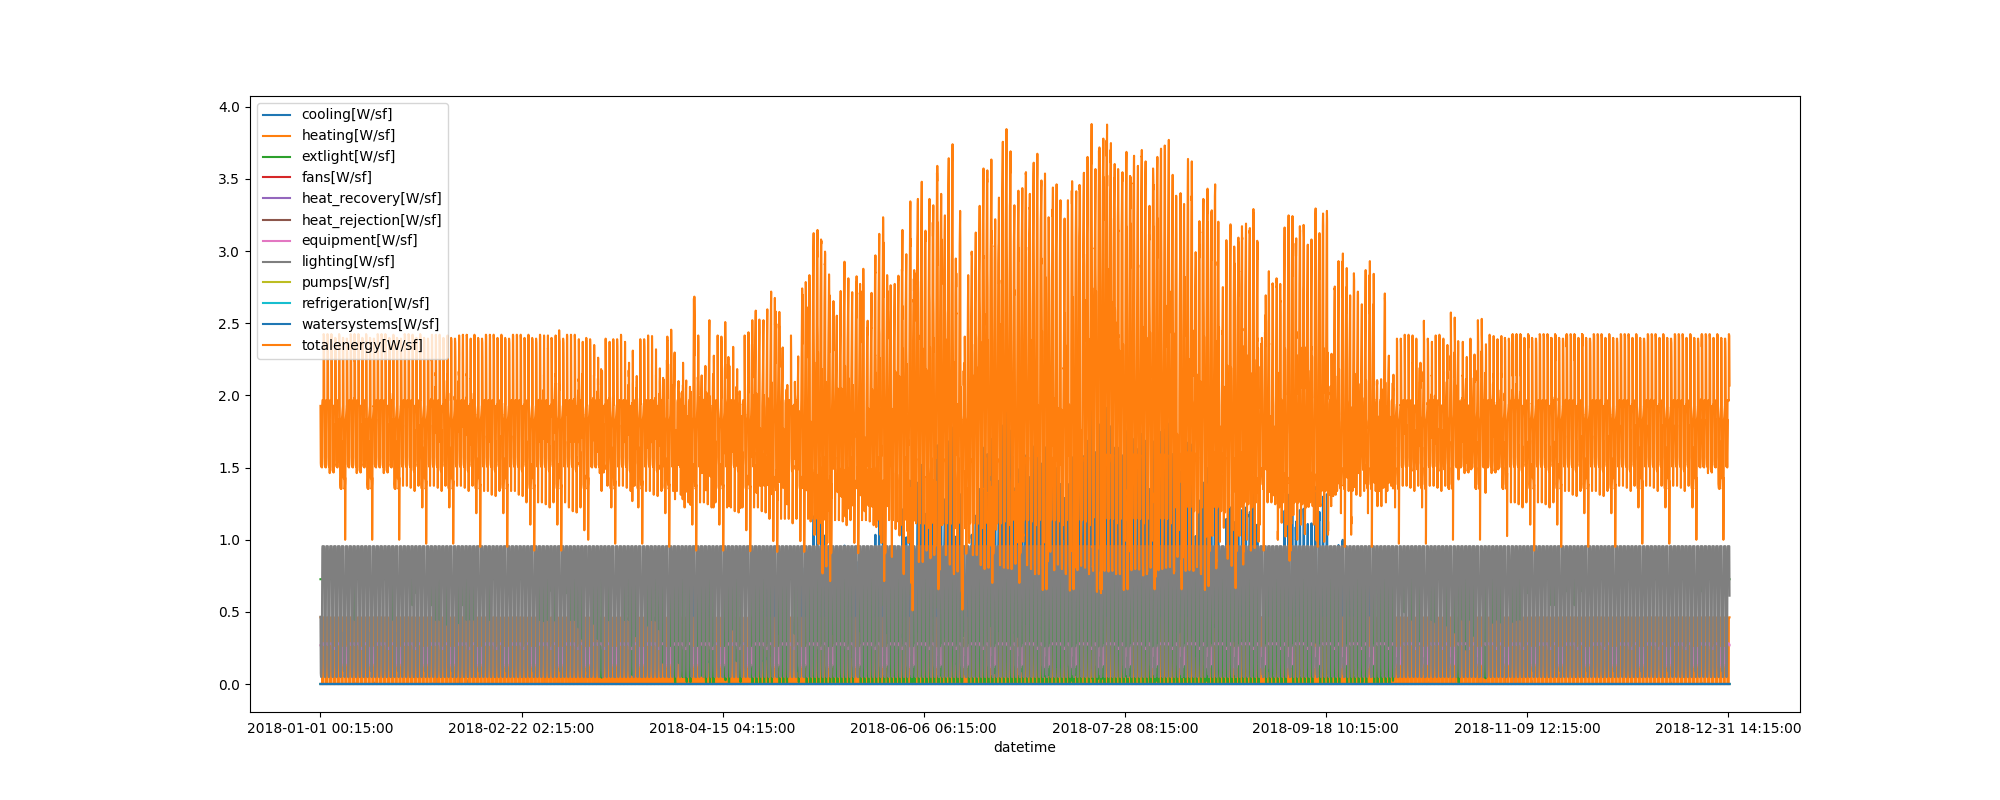 4.0
3.5
3.0
2.5
2.0
1.5
1.0
0.5
0.0
cooling[W/sf]
heating[W/sf]
extlight[W/sf]
fans[W/sf]
heat_recovery[W/sf]
heat_rejection[W/sf]
equipment[W/sf]
lighting[W/sf]
pumps[W/sf]
refrigeration[W/sf]
watersystems[W/sf]
totalenergy[W/sf]
2018-01-01 00:15:00 2018-02-22 02:15:00 2018-04-15 04:15:00 2018-06-06 06:15:00 2018-07-28 08:15:00 2018-09-18 10:15:00 2018-11-09 12:15:00 2018-12-31 14:15:00
datetime